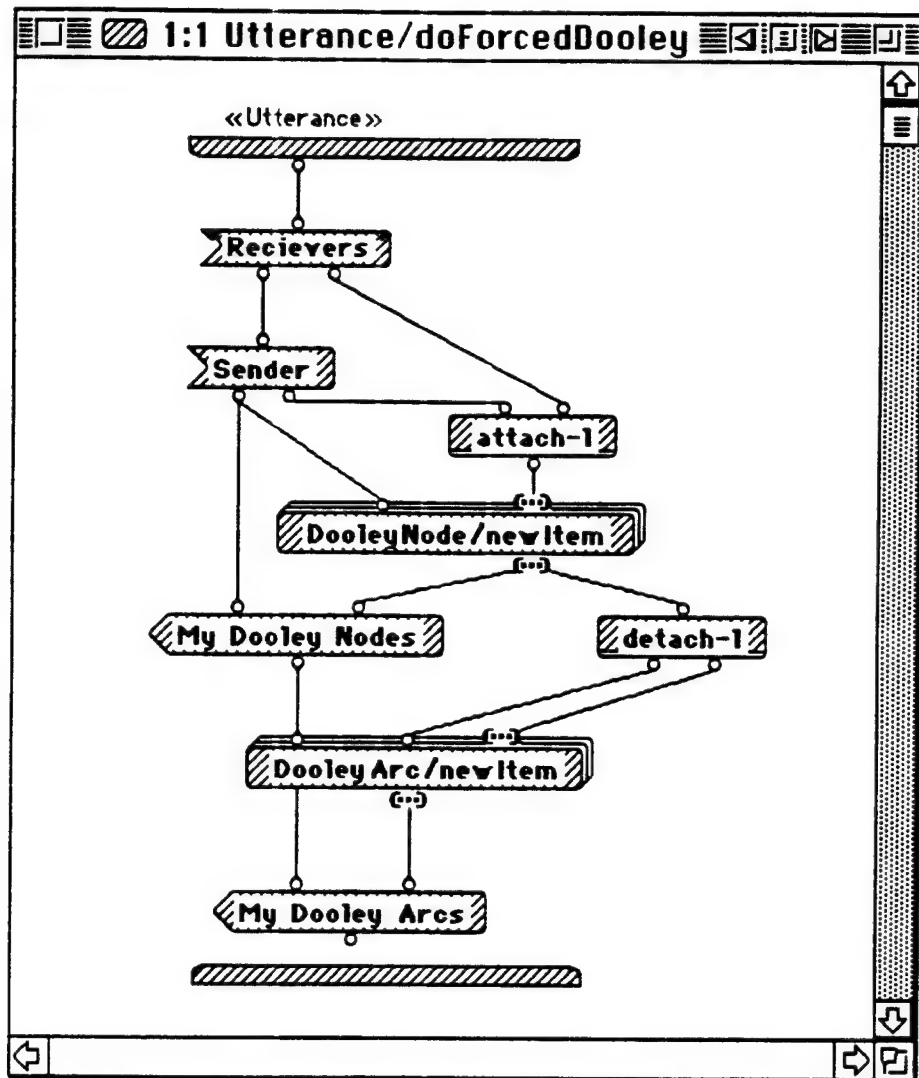 1:1 Utterance/doForcedDooley
«Utterance»
Recievers
Sender
attach-1
DooleyNode/newItem
My Dooley Nodes
detach-1
Dooley Arc/newItem
My Dooley Arcs